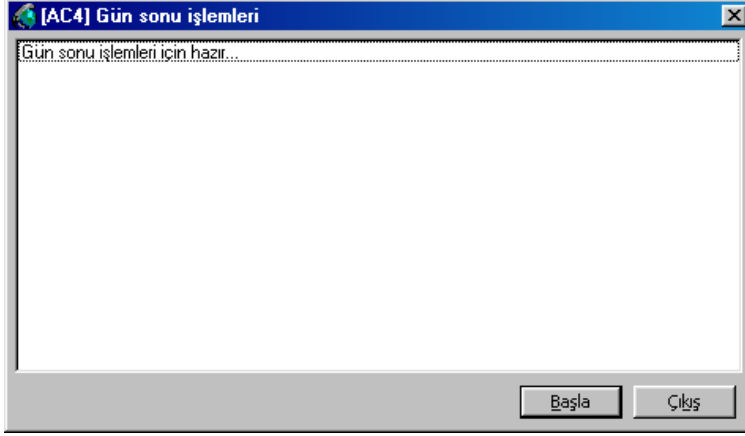 [AC4] Gün sonu işlemleri
Gün sonu işlemleri için hazır...
Başla
Çıkış